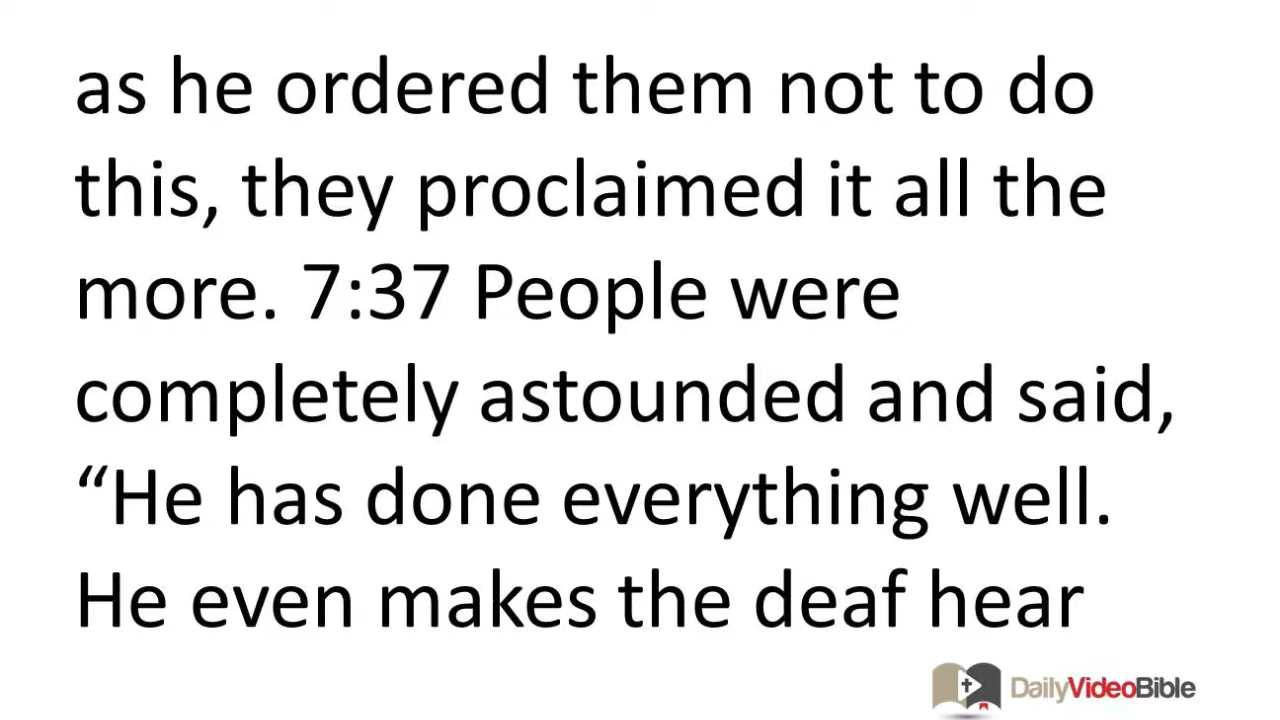 as he ordered them not to do
this, they proclaimed it all the
more. 7:37 People were
completely astounded and said,
“He has done everything well.
He even makes the deaf hear
DailyVideoBible